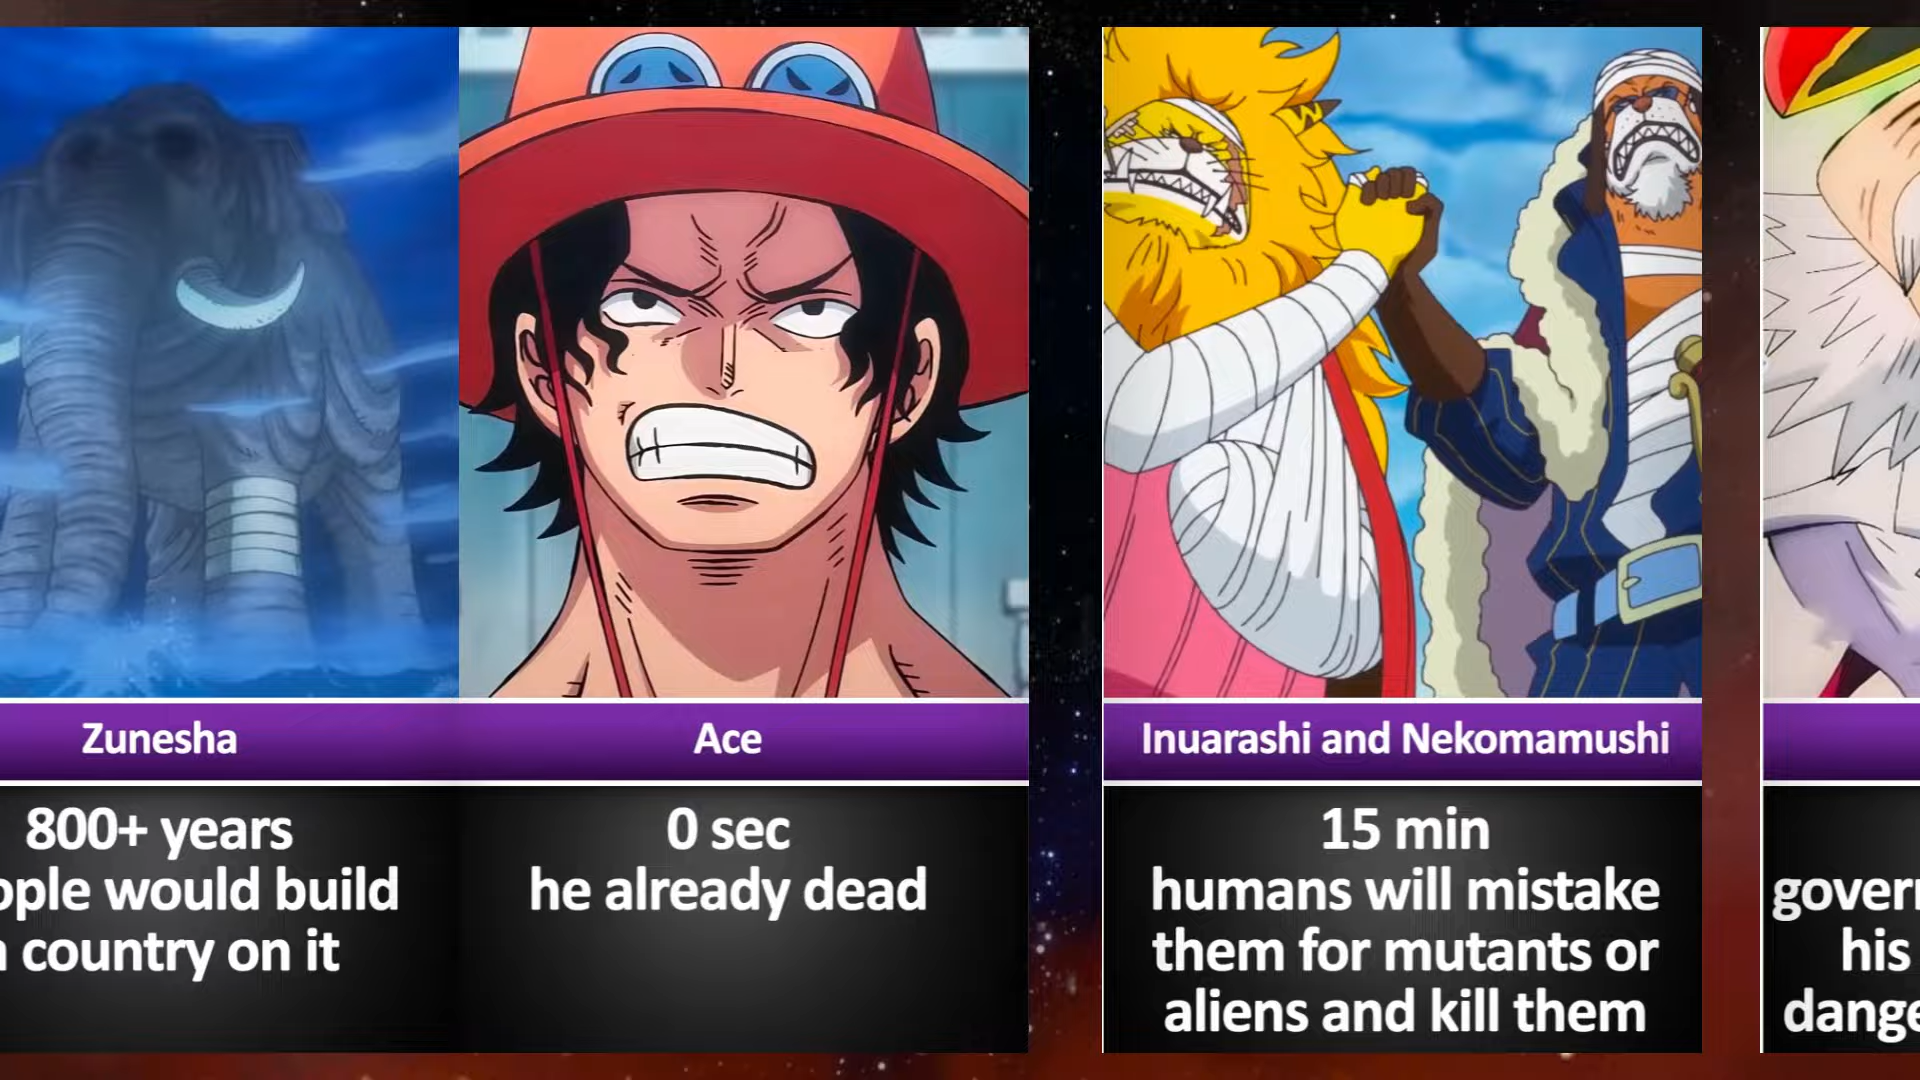 Zunesha
800+ years
would build
country on it
Ace
0 sec
he already dead
Inuarashi and Nekomamushi
15 min
humans will mistake
them for mutants or
aliens and kill them
his